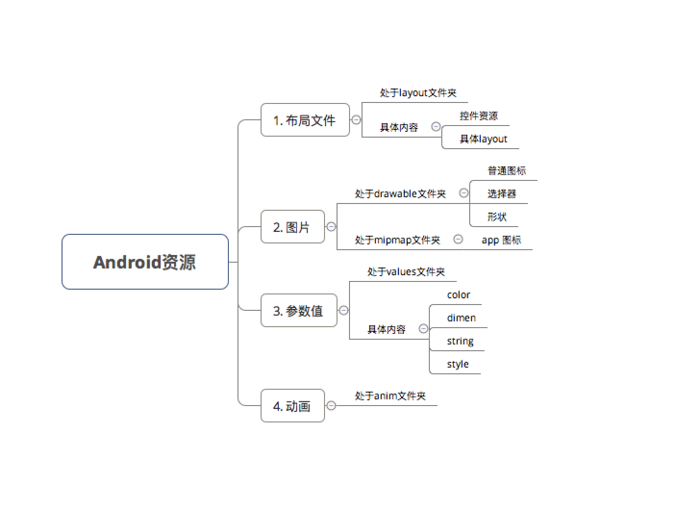 Android资源
1. 布局文件
处于layout文件夹
具体内容
控件资源
具体layout
2. 图片
处于drawable文件夹
普通图标
选择器
形状
处于mipmap文件夹
app 图标
3. 参数值
处于values文件夹
具体内容
color
dimen
string
style
4. 动画
处于anim文件夹